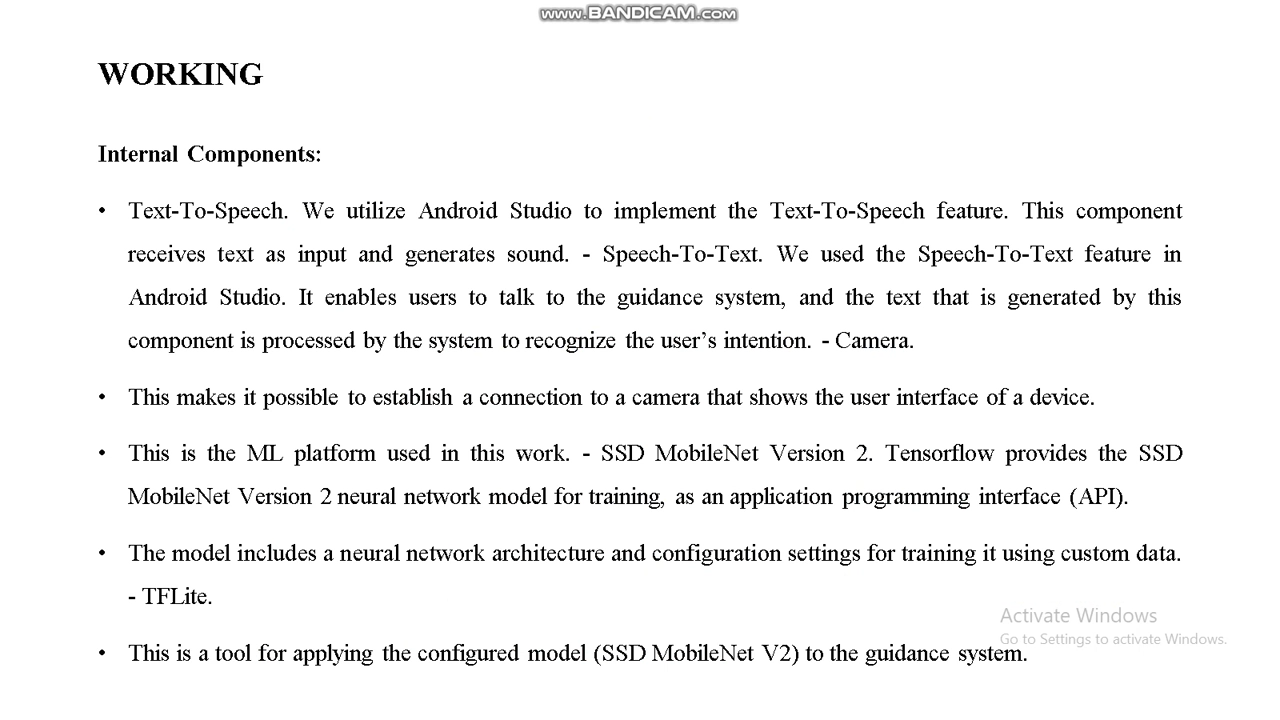 www.BANDICAM.com
WORKING
Internal Components:
• Text-To-Speech. We utilize Android Studio to implement the Text-To-Speech feature. This component
receives text as input and generates sound. - Speech-To-Text. We used the Speech-To-Text feature in
Android Studio. It enables users to talk to the guidance system, and the text that is generated by this
component is processed by the system to recognize the user’s intention. - Camera.
• This makes it possible to establish a connection to a camera that shows the user interface of a device.
• This is the ML platform used in this work. - SSD MobileNet Version 2. Tensorflow provides the SSD
MobileNet Version 2 neural network model for training, as an application programming interface (API).
• The model includes a neural network architecture and configuration settings for training it using custom data.
- TFLite.
Activate Windows
Go to Settings to activate Windows.
• This is a tool for applying the configured model (SSD MobileNet V2) to the guidance system.